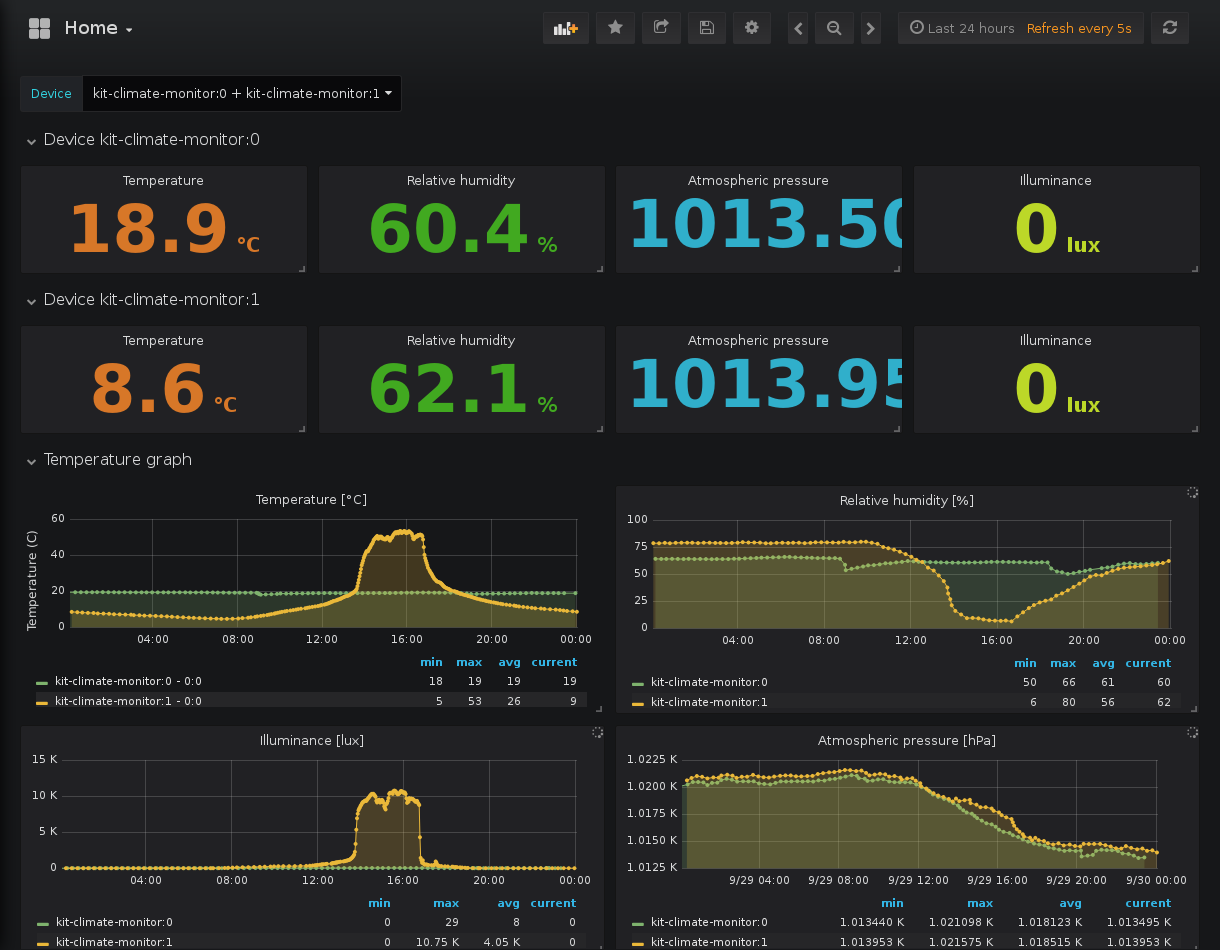 Home
Last 24 hours Refresh every 5s
Device kit-climate-monitor:0 + kit-climate-monitor:1
Device kit-climate-monitor:0
Temperature Relative humidity Atmospheric pressure Illuminance
18.9 °C 60.4 % 1013.50 0 lux
Device kit-climate-monitor:1
Temperature Relative humidity Atmospheric pressure Illuminance
8.6 °C 62.1 % 1013.95 0 lux
Temperature graph
Temperature [°C]
Temperature (C)
60
40
20
0
04:00 08:00 12:00 16:00 20:00 00:00
min max avg current
kit-climate-monitor:0 - 0:0 18 19 19 19
kit-climate-monitor:1 - 0:0 5 53 26 9
Relative humidity [%]
100
75
50
25
0
04:00 08:00 12:00 16:00 20:00 00:00
min max avg current
kit-climate-monitor:0 50 66 61 60
kit-climate-monitor:1 6 80 56 62
Illuminance [lux]
15 K
10 K
5 K
0
04:00 08:00 12:00 16:00 20:00 00:00
min max avg current
kit-climate-monitor:0 0 29 8 0
kit-climate-monitor:1 0 10.75 K 4.05 K 0
Atmospheric pressure [hPa]
1.0225 K
1.0200 K
1.0175 K
1.0150 K
1.0125 K
9/29 04:00 9/29 08:00 9/29 12:00 9/29 16:00 9/29 20:00 9/30 00:00
min max avg current
kit-climate-monitor:0 1.013440 K 1.021098 K 1.018123 K 1.013495 K
kit-climate-monitor:1 1.013953 K 1.021575 K 1.018515 K 1.013953 K